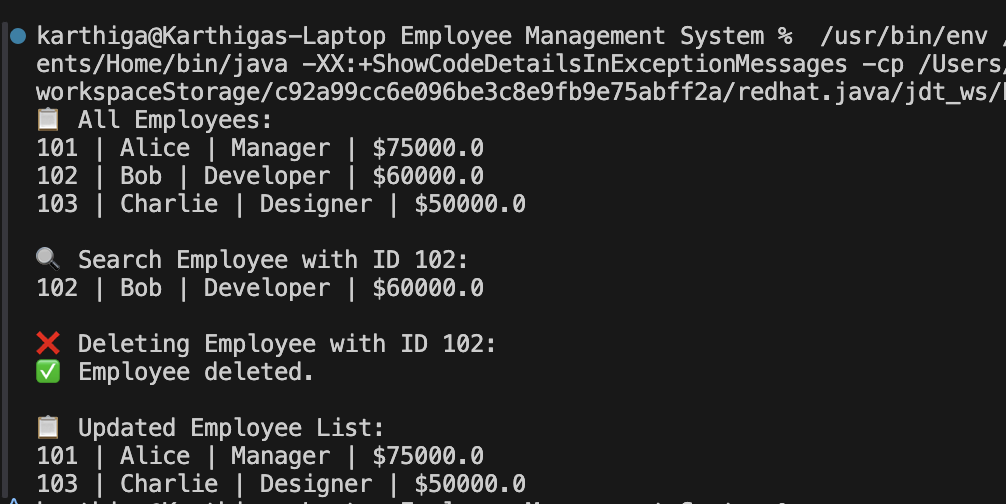 karthiga@Karthigas-Laptop Employee Management System %  /usr/bin/env /
ents/Home/bin/java -XX:+ShowCodeDetailsInExceptionMessages -cp /Users/
workspaceStorage/c92a99cc6e096be3c8e9fb9e75abff2a/redhat.java/jdt_ws/
📋 All Employees:
101 | Alice | Manager | $75000.0
102 | Bob | Developer | $60000.0
103 | Charlie | Designer | $50000.0
🔍 Search Employee with ID 102:
102 | Bob | Developer | $60000.0
❌ Deleting Employee with ID 102:
✅ Employee deleted.
📋 Updated Employee List:
101 | Alice | Manager | $75000.0
103 | Charlie | Designer | $50000.0